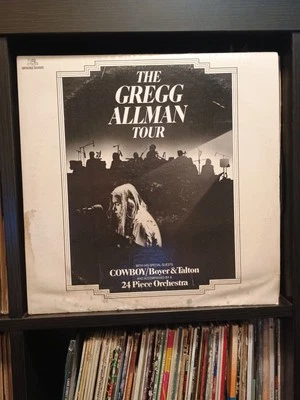 THE
GREGG
ALLMAN
TOUR
WITH HIS SPECIAL GUESTS
COWBOY/Boyer & Talton
AND ACCOMPANIED BY A
24 Piece Orchestra